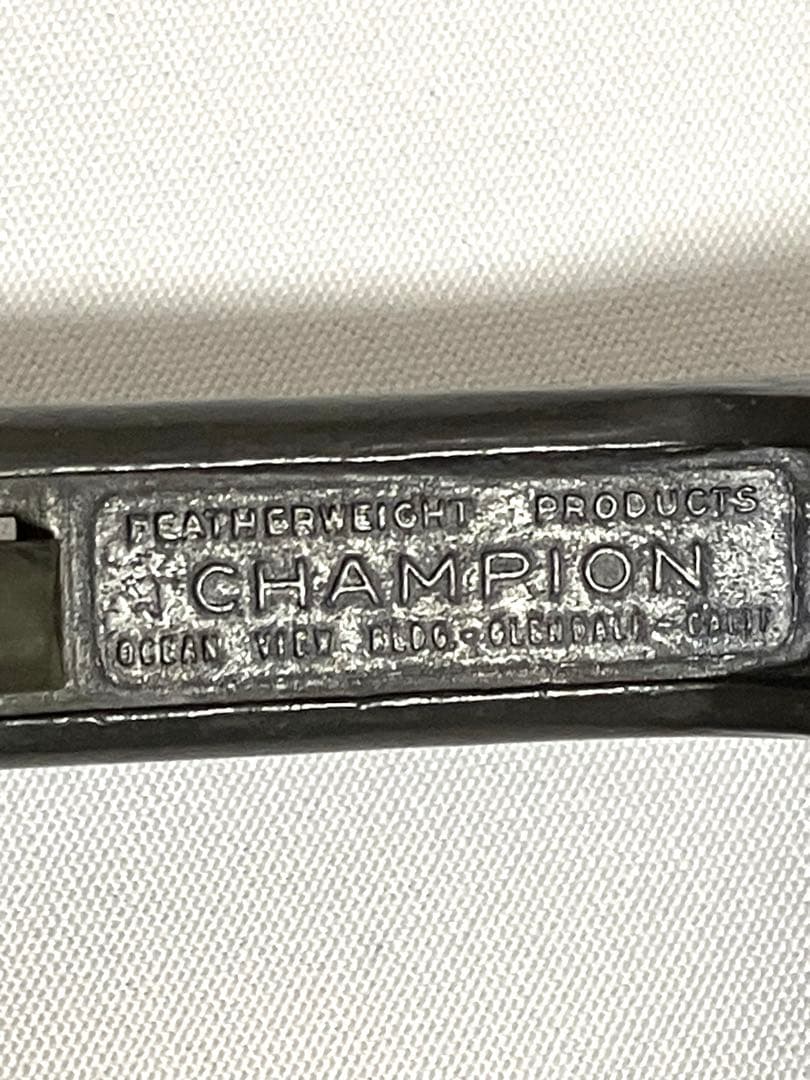 FEATHERWEIGHT PRODUCTS
CHAMPION
OCEAN VIEW BLDG-GLENDALE-CALIF